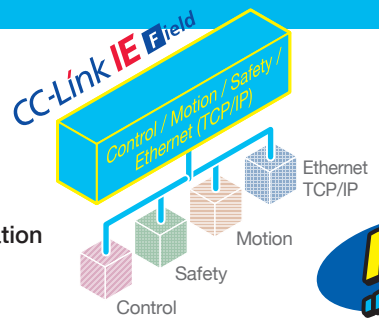 CC-Link IE Field
Control / Motion / Safety /
Ethernet (TCP/IP)
Ethernet
TCP/IP
Motion
Safety
Control